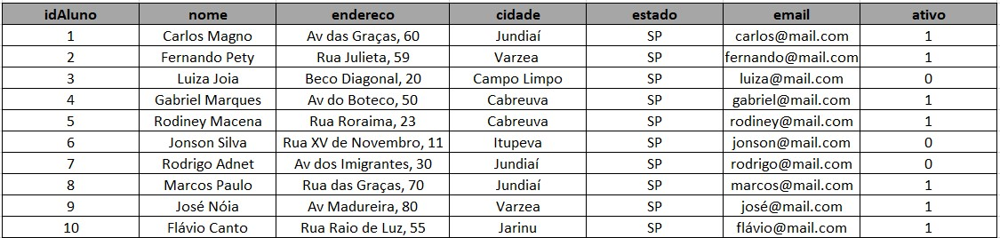 idAluno nome endereco cidade estado email ativo
1 Carlos Magno Av das Graças, 60 Jundiaí SP carlos@mail.com 1
2 Fernando Pety Rua Julieta, 59 Varzea SP fernando@mail.com 1
3 Luiza Joia Beco Diagonal, 20 Campo Limpo SP luiza@mail.com 0
4 Gabriel Marques Av do Boteco, 50 Cabreuva SP gabriel@mail.com 1
5 Rodiney Macena Rua Roraima, 23 Cabreuva SP rodiney@mail.com 1
6 Jonson Silva Rua XV de Novembro, 11 Itupeva SP jonson@mail.com 0
7 Rodrigo Adnet Av dos Imigrantes, 30 Jundiaí SP rodrigo@mail.com 0
8 Marcos Paulo Rua das Graças, 70 Jundiaí SP marcos@mail.com 1
9 José Nóia Av Madureira, 80 Varzea SP josé@mail.com 1
10 Flávio Canto Rua Raio de Luz, 55 Jarinu SP flávio@mail.com 1